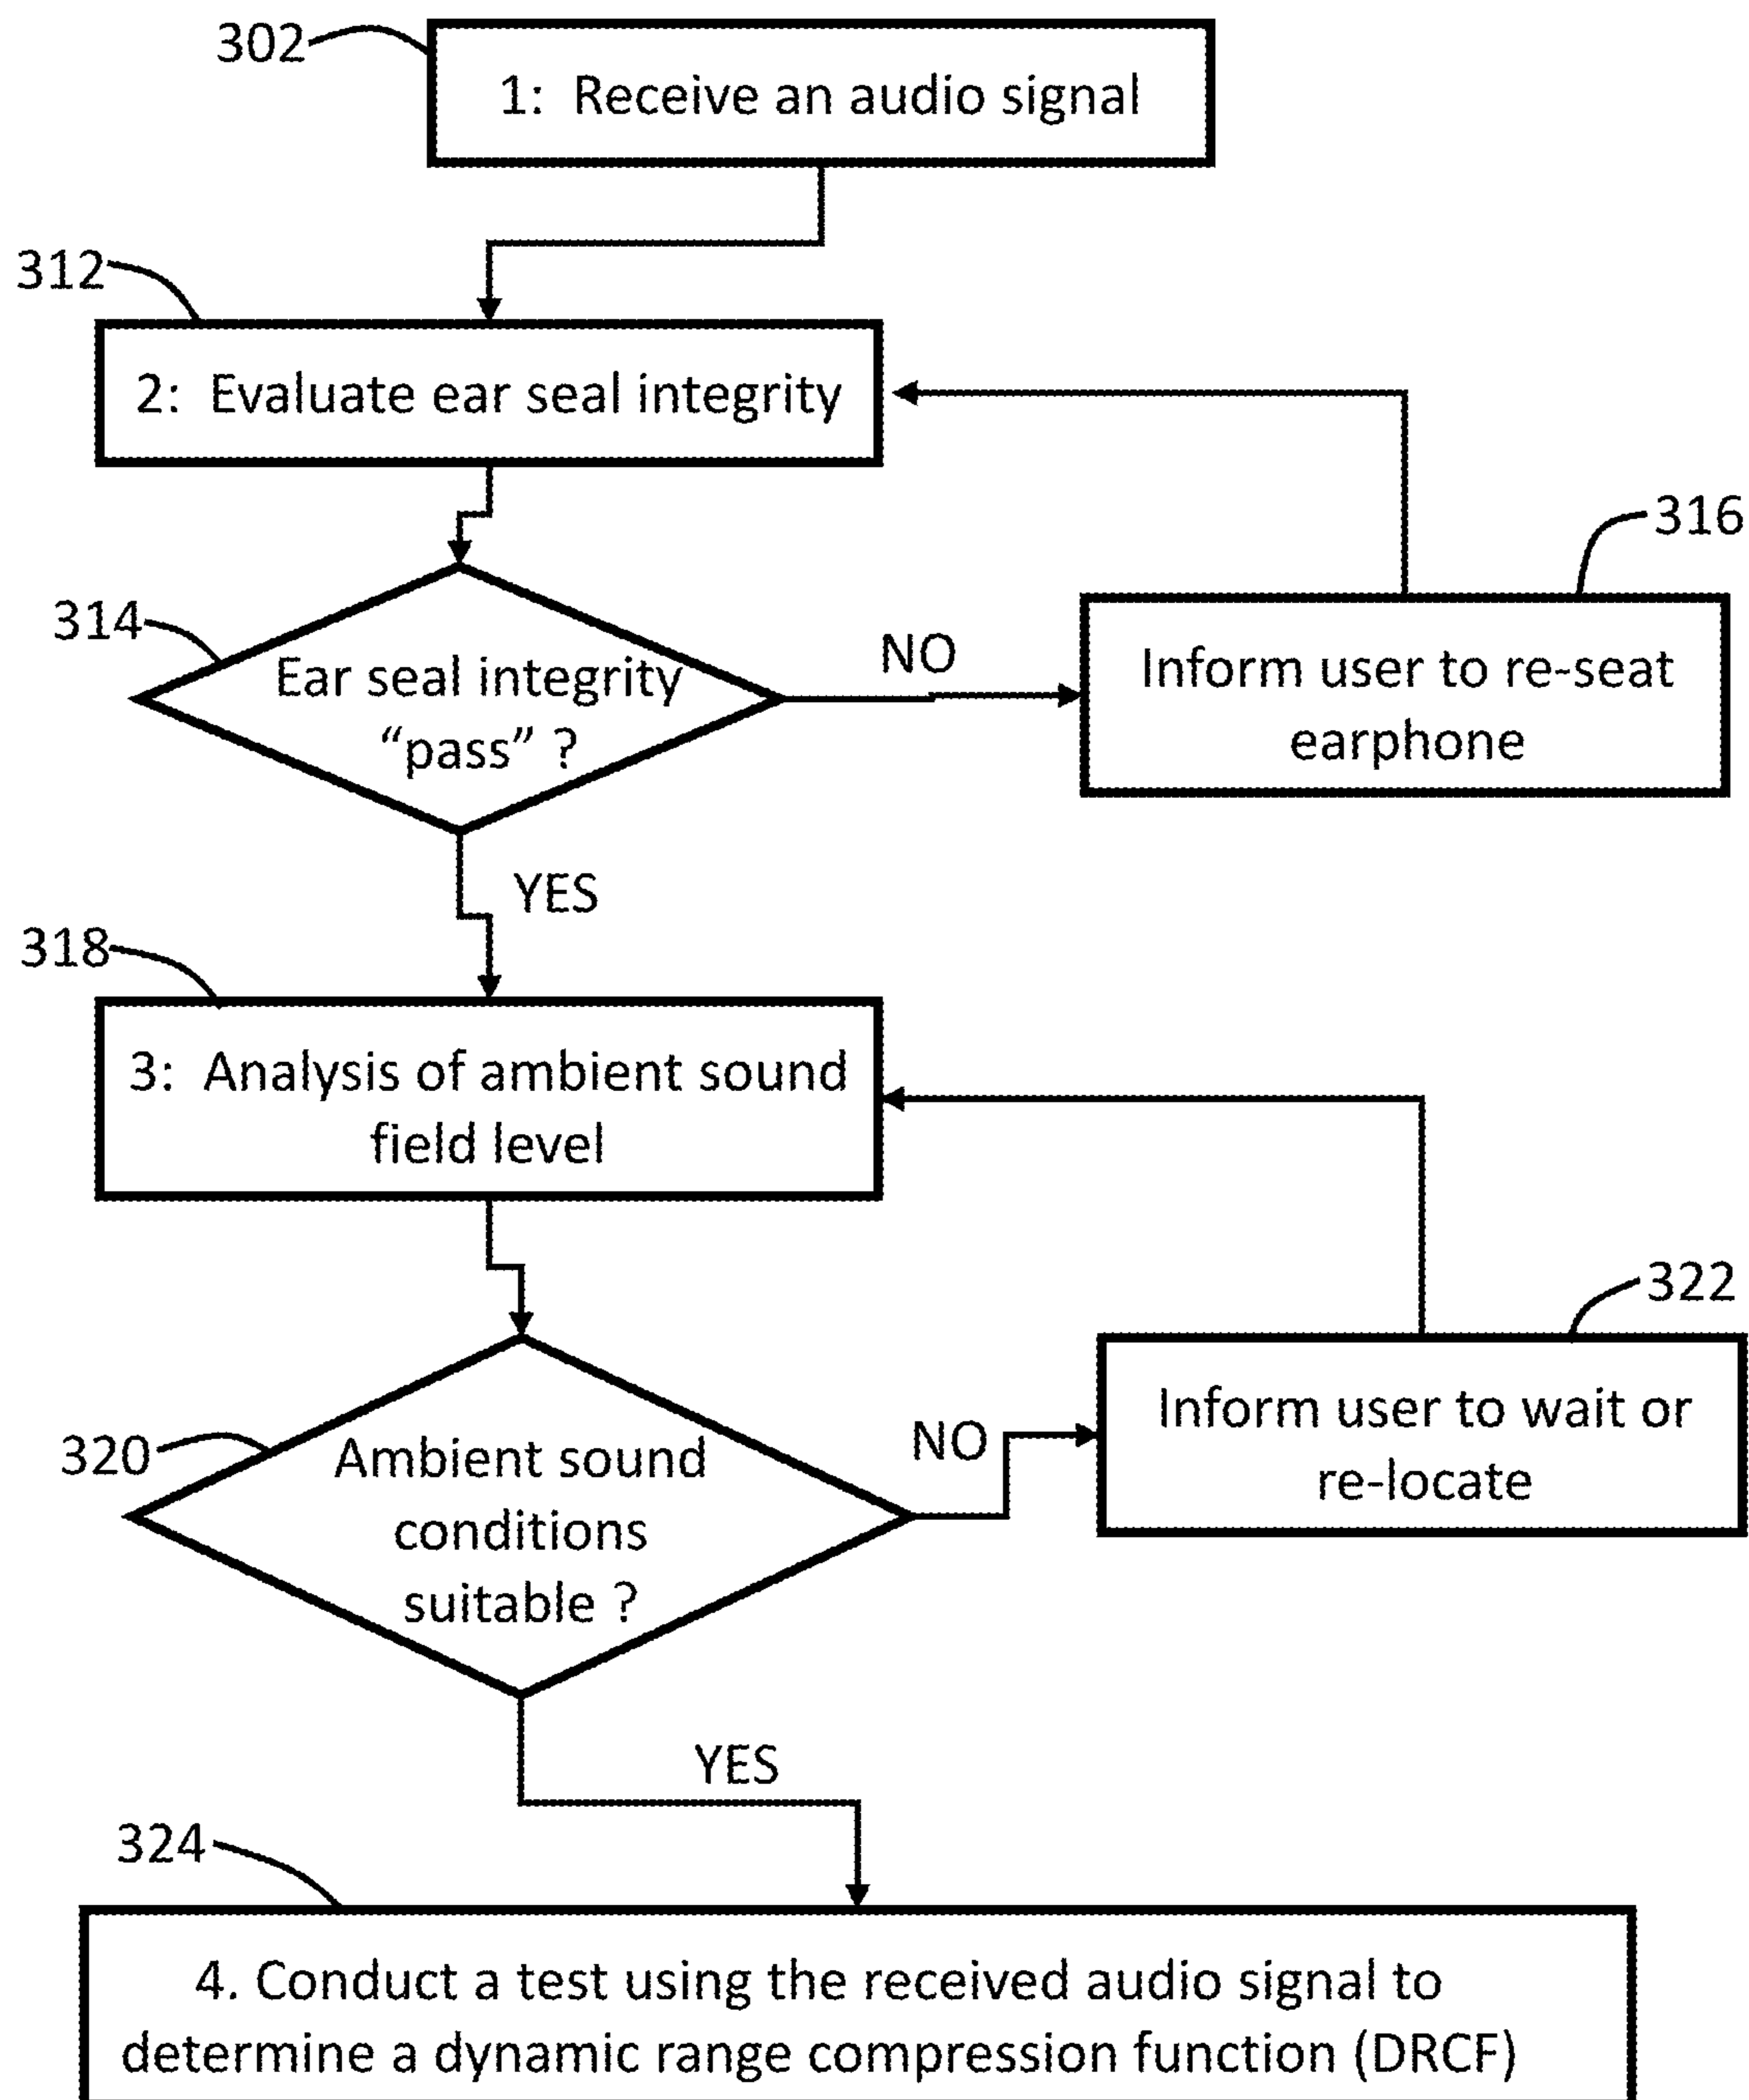 302
1: Receive an audio signal
312
2: Evaluate ear seal integrity
316
314
Ear seal integrity
“pass” ?
NO
Inform user to re-seat
earphone
YES
318
3: Analysis of ambient sound
field level
322
320
Ambient sound
conditions
suitable ?
NO
Inform user to wait or
re-locate
YES
324
4. Conduct a test using the received audio signal to
determine a dynamic range compression function (DRCF)